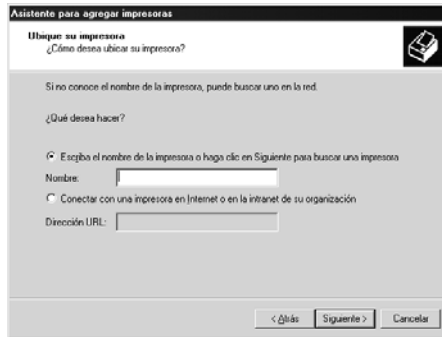 Asistente para agregar impresoras
Ubique su impresora
¿Cómo desea ubicar su impresora?
Si no conoce el nombre de la impresora, puede buscar uno en la red.
¿Qué desea hacer?
Escriba el nombre de la impresora o haga clic en Siguiente para buscar una impresora
Nombre:
Conectar con una impresora en Internet o en la intranet de su organización
Dirección URL:
< Atrás Siguiente > Cancelar